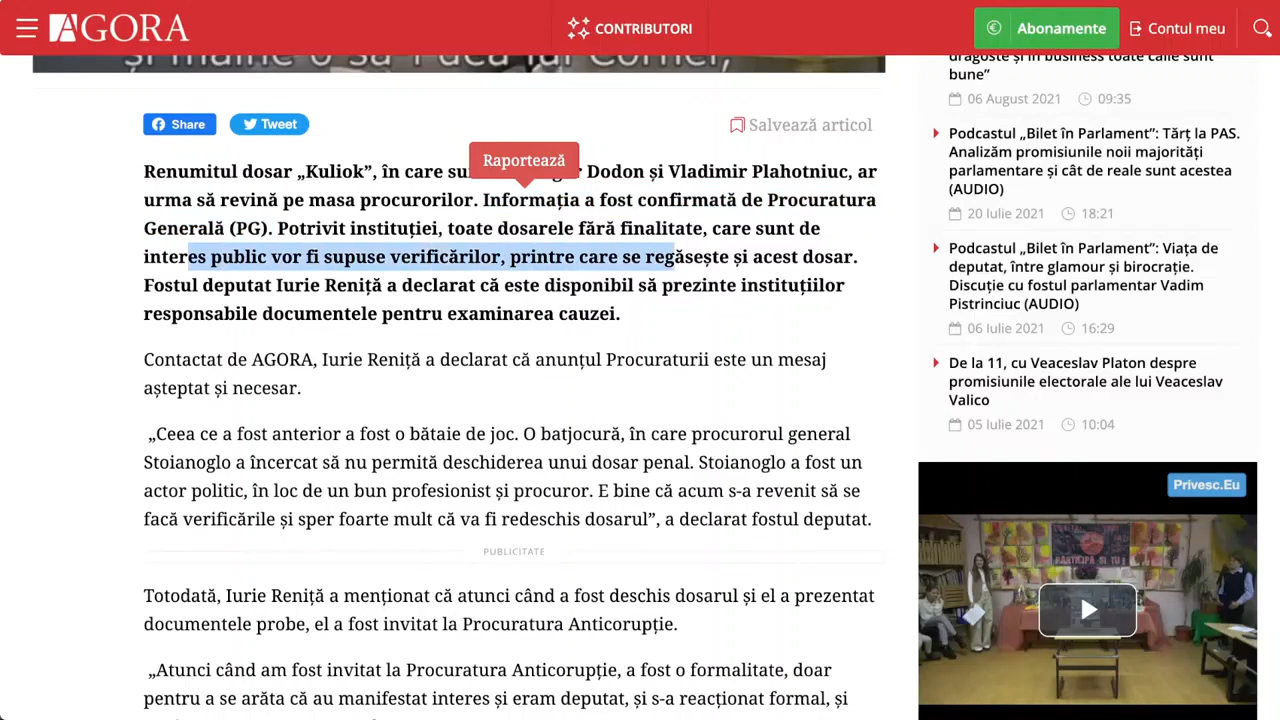 AGORA
CONTRIBUTORI
Abonamente
Contul meu
Share
Tweet
Salvează articol
Raportează
Renumitul dosar „Kuliok”, în care Dodon și Vladimir Plahotniuc, ar
urma să revină pe masa procurorilor. Informația a fost confirmată de Procuratura
Generală (PG). Potrivit instituției, toate dosarele fără finalitate, care sunt de
interes public vor fi supuse verificărilor, printre care se regăsește și acest dosar.
Fostul deputat Iurie Reniță a declarat că este disponibil să prezinte instituțiilor
responsabile documentele pentru examinarea cauzei.
Contactat de AGORA, Iurie Reniță a declarat că anunțul Procuraturii este un mesaj
așteptat și necesar.
„Ceea ce a fost anterior a fost o bătaie de joc. O batjocură, în care procurorul general
Stoianoglo a încercat să nu permită deschiderea unui dosar penal. Stoianoglo a fost un
actor politic, în loc de un bun profesionist și procuror. E bine că acum s-a revenit să se
facă verificările și sper foarte mult că va fi redeschis dosarul”, a declarat fostul deputat.
PUBLICITATE
Totodată, Iurie Reniță a menționat că atunci când a fost deschis dosarul și el a prezentat
documentele probe, el a fost invitat la Procuratura Anticorupție.
„Atunci când am fost invitat la Procuratura Anticorupție, a fost o formalitate, doar
pentru a se arăta că au manifestat interes și eram deputat, și s-a reacționat formal, și
dragoste și în business toate căile sunt
bune”
06 August 2021 09:35
Podcastul „Bilet în Parlament”: Tărț la PAS.
Analizăm promisiunile noii majorități
parlamentare și cât de reale sunt acestea
(AUDIO)
20 Iulie 2021 18:21
Podcastul „Bilet în Parlament”: Viața de
deputat, între glamour și birocrație.
Discuție cu fostul parlamentar Vadim
Pistrinciuc (AUDIO)
06 Iulie 2021 16:29
De la 11, cu Veaceslav Platon despre
promisiunile electorale ale lui Veaceslav
Valico
05 Iulie 2021 10:04
Privesc.Eu